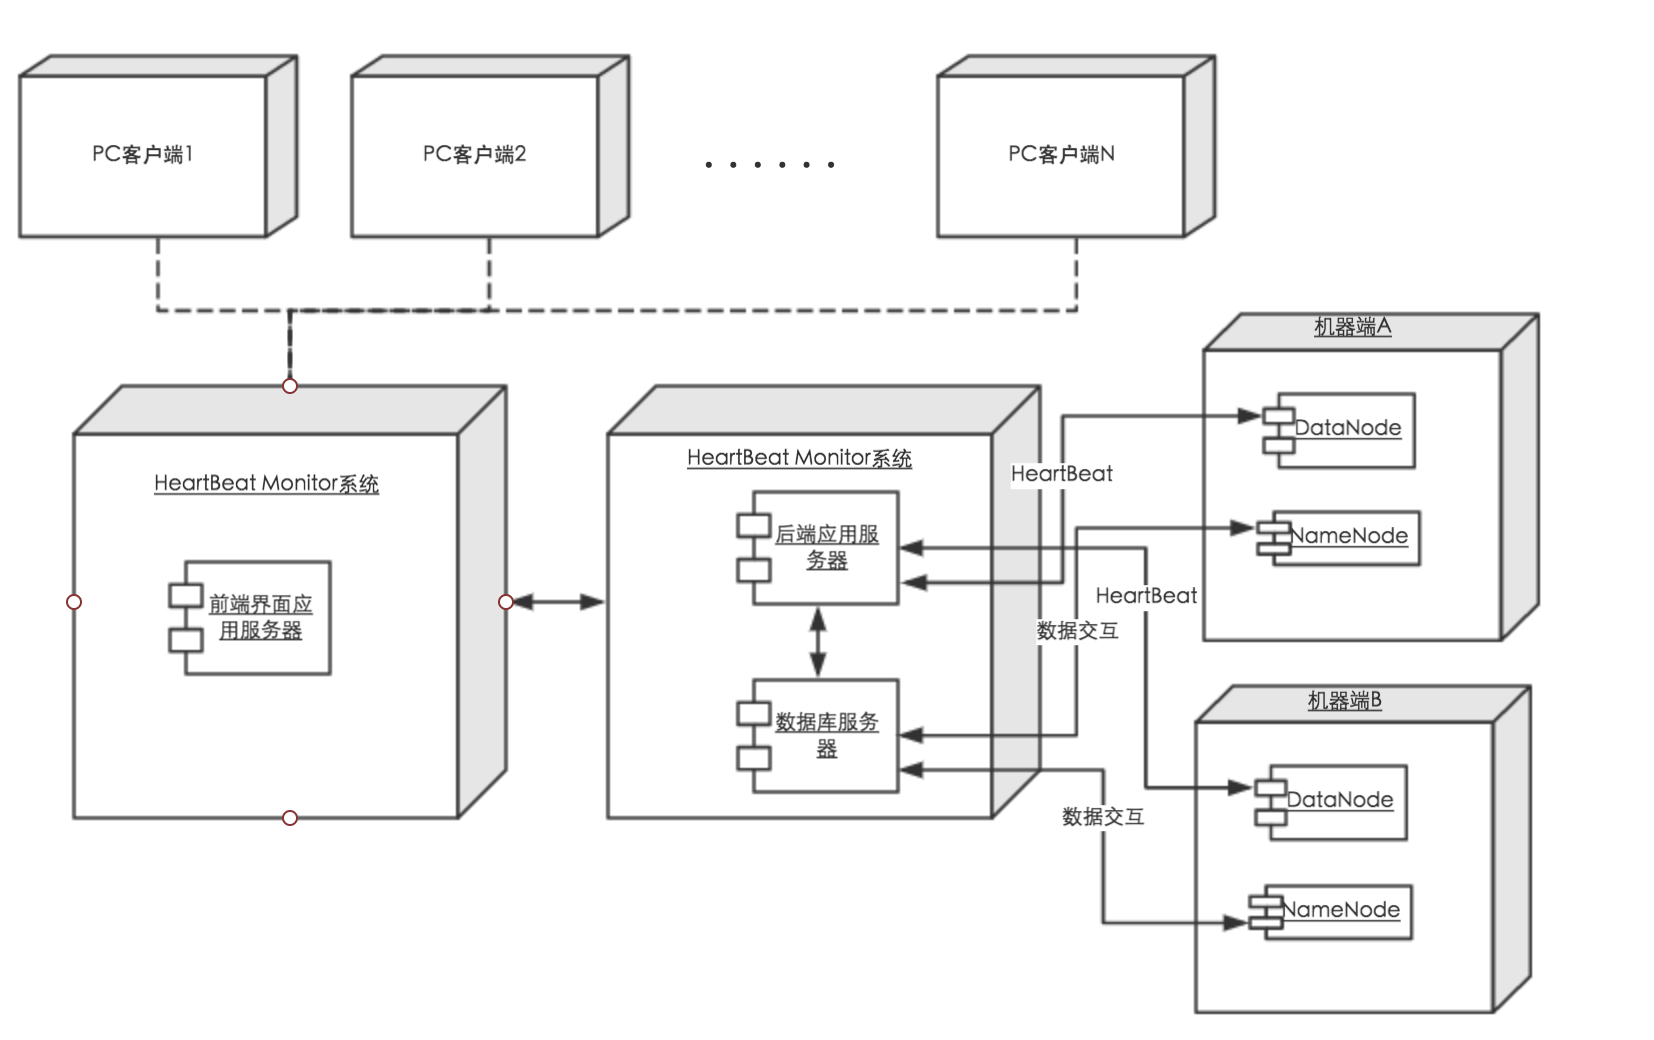 PC客户端1
PC客户端2
......
PC客户端N
机器端A
DataNode
NameNode
HeartBeat Monitor系统
前端界面应
用服务器
HeartBeat Monitor系统
后端应用服
务器
数据库服务
器
HeartBeat
HeartBeat
数据交互
数据交互
机器端B
DataNode
NameNode